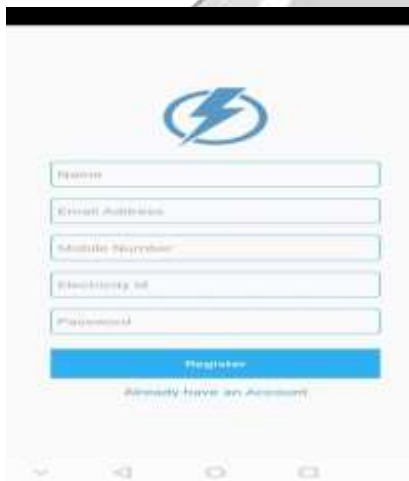 Name
Email Address
Mobile Number
Electricity Id
Password
Register
Already have an Account